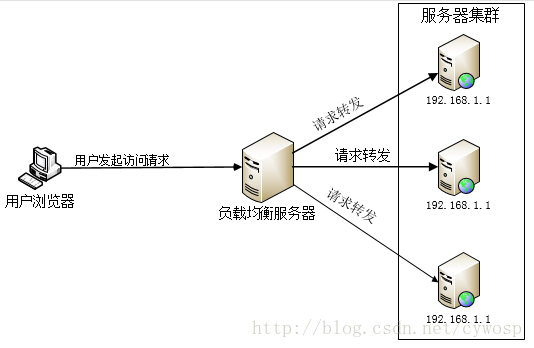 服务器集群
192.168.1.1
请求转发
用户发起访问请求
请求转发
用户浏览器
负载均衡服务器
192.168.1.1
请求转发
192.168.1.1
http://blog.csdn.net/cywosp